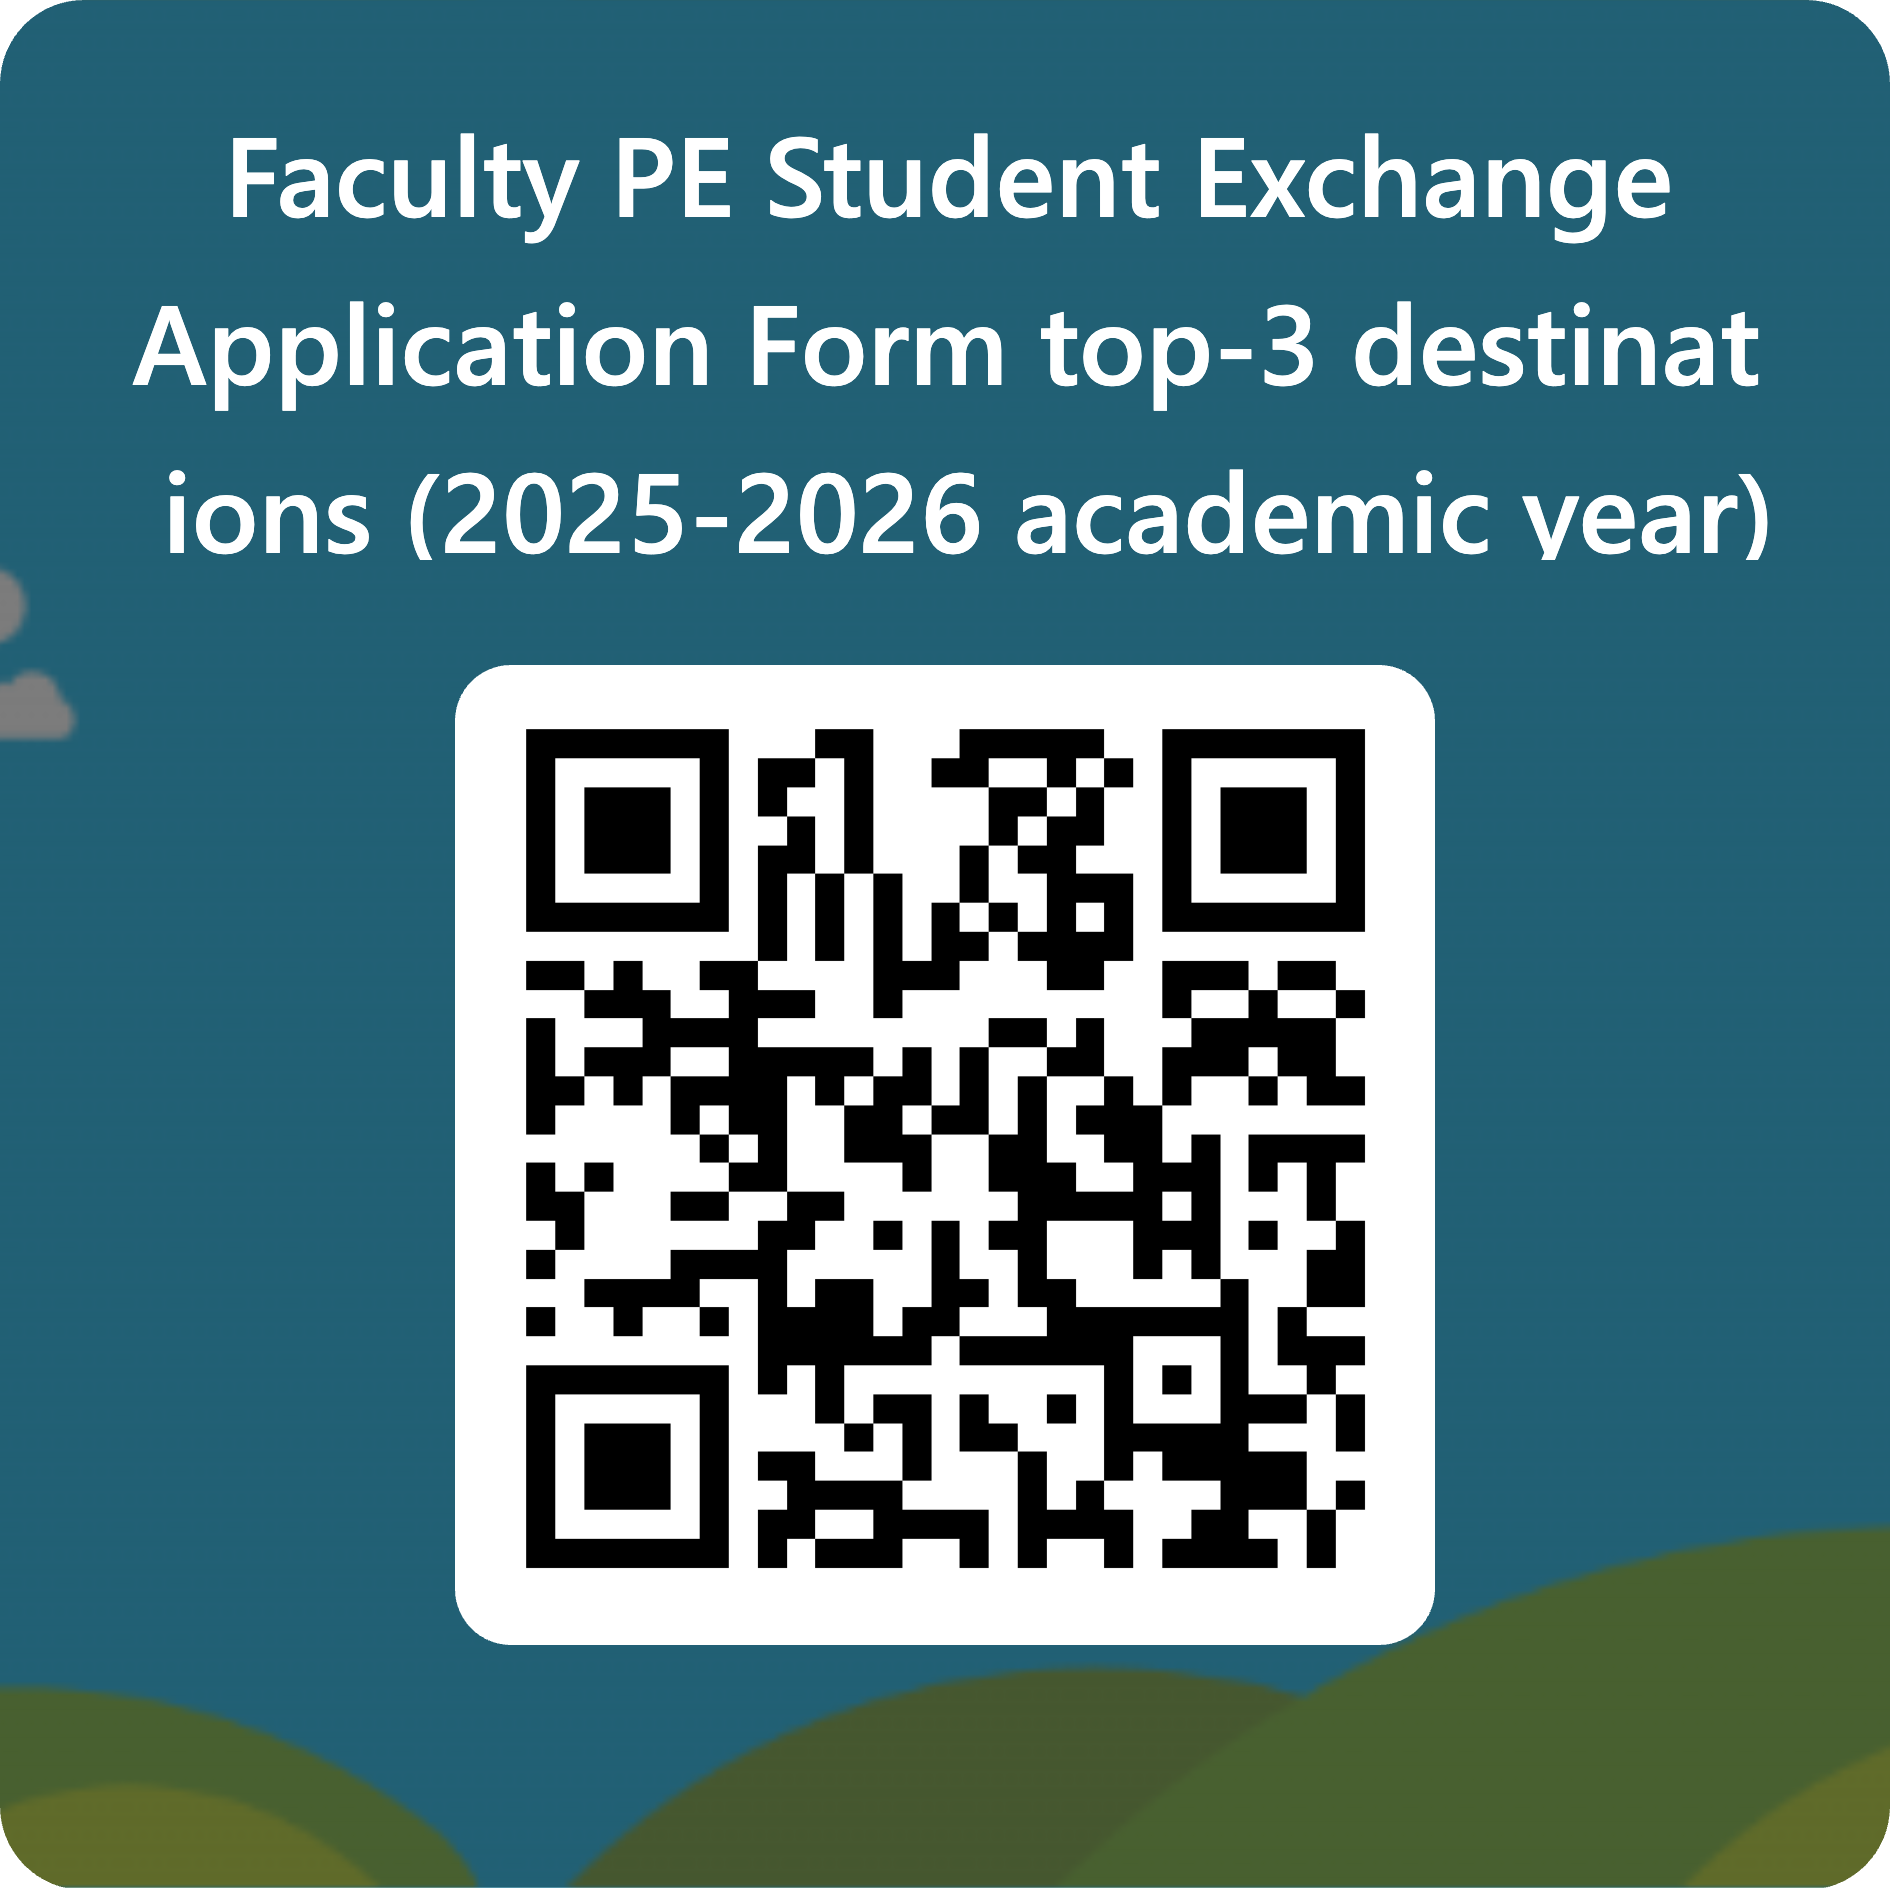 Faculty PE Student Exchange
Application Form top-3 destinat
ions (2025-2026 academic year)